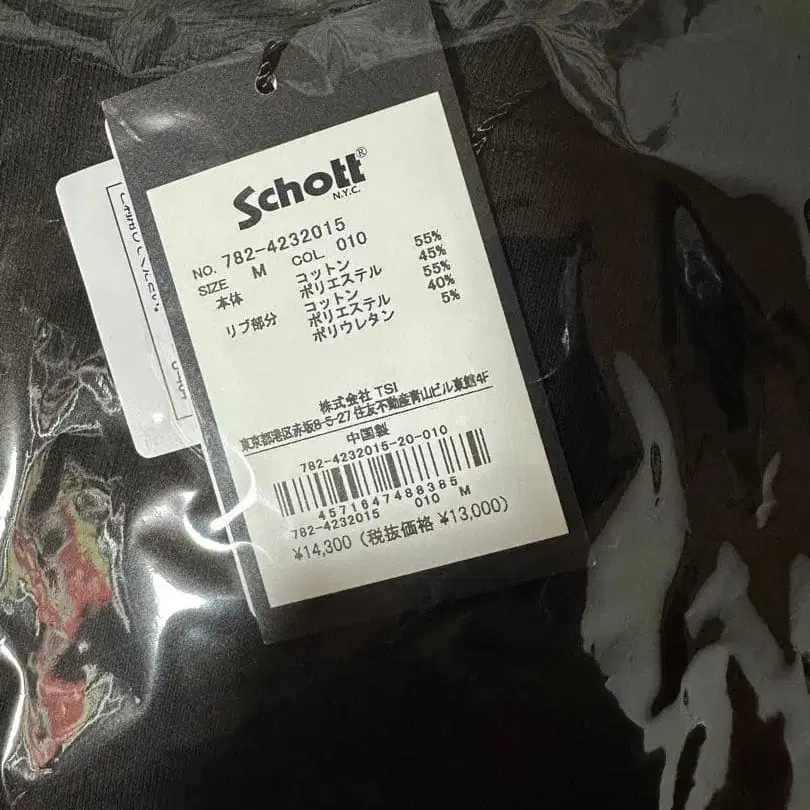 Schott®
N.Y.C.
NO. 782-4232015
SIZE M COL. 010
本体 コットン 55%
ポリエステル 45%
リブ部分 コットン 55%
ポリエステル 40%
ポリウレタン 5%
株式会社 TSI
東京都港区赤坂8-5-27 住友不動産青山ビル東館4F
中国製
782-4232015-20-010
4571647488385
782-4232015 010 M
¥14,300 (税抜価格 ¥13,000)